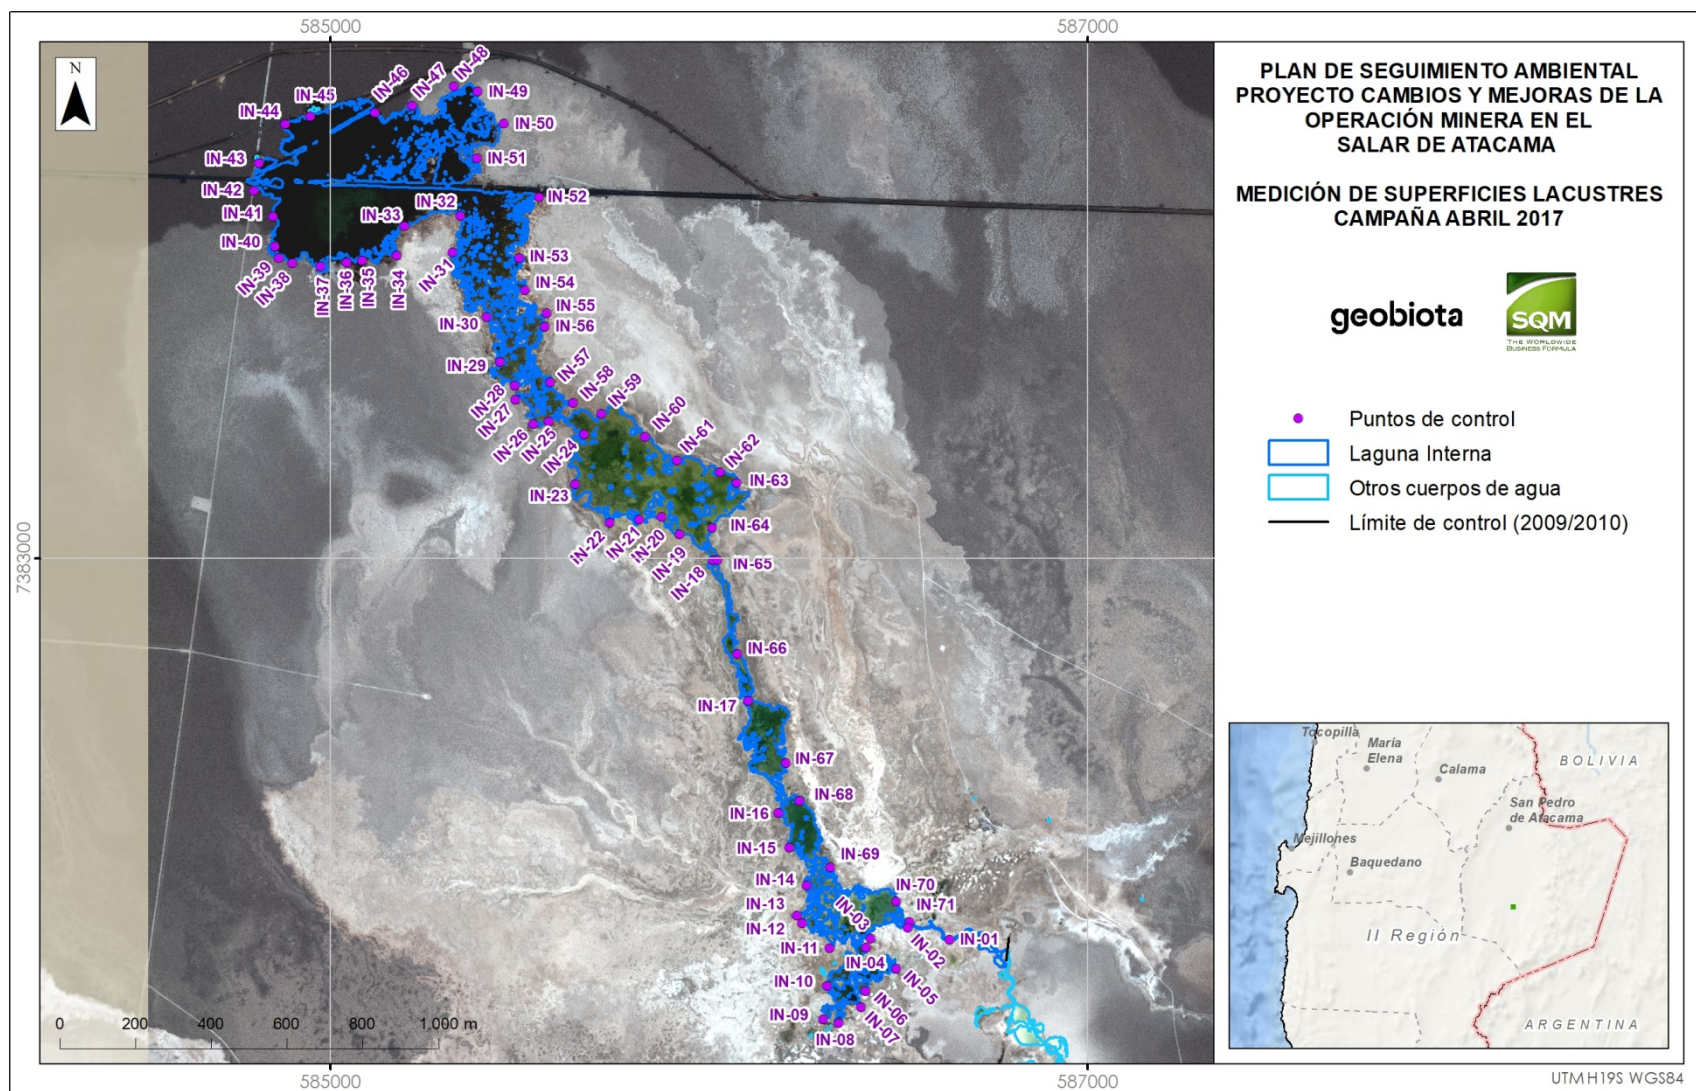 585000
587000
N
IN-48
IN-47
IN-46
IN-45
IN-49
IN-44
IN-50
IN-43
IN-51
IN-42
IN-52
IN-41
IN-33
IN-32
IN-40
IN-39
IN-38
IN-37
IN-36
IN-35
IN-34
IN-31
IN-53
IN-54
IN-55
IN-30
IN-56
IN-29
IN-57
IN-28
IN-58
IN-27
IN-59
IN-26
IN-25
IN-24
IN-60
IN-61
IN-62
IN-23
IN-63
IN-22
IN-21
IN-20
IN-19
IN-64
IN-18
IN-65
7383000
IN-66
IN-17
IN-67
IN-68
IN-16
IN-15
IN-69
IN-14
IN-70
IN-13
IN-03
IN-71
IN-12
IN-01
IN-11
IN-04
IN-02
IN-10
IN-05
IN-06
IN-09
IN-07
IN-08
0 200 400 600 800 1.000 m
585000
587000
PLAN DE SEGUIMIENTO AMBIENTAL
PROYECTO CAMBIOS Y MEJORAS DE LA
OPERACIÓN MINERA EN EL
SALAR DE ATACAMA
MEDICIÓN DE SUPERFICIES LACUSTRES
CAMPAÑA ABRIL 2017
geobiota
SQM
THE WORLDWIDE
BUSINESS FORMULA
Puntos de control
Laguna Interna
Otros cuerpos de agua
Límite de control (2009/2010)
Tocopilla
María
Elena
Calama
BOLIVIA
San Pedro
de Atacama
Mejillones
Baquedano
II Región
ARGENTINA
UTM H19S WGS84